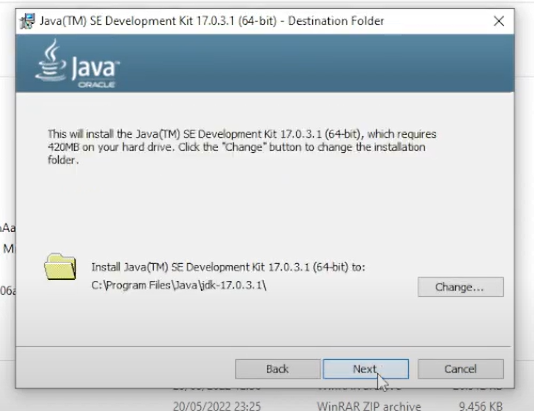 Java(TM) SE Development Kit 17.0.3.1 (64-bit) - Destination Folder
Java™
ORACLE
This will install the Java(TM) SE Development Kit 17.0.3.1 (64-bit), which requires
420MB on your hard drive. Click the "Change" button to change the installation
folder.
Install Java(TM) SE Development Kit 17.0.3.1 (64-bit) to:
C:\Program Files\Java\jdk-17.0.3.1\
Change...
Back Next Cancel
20/05/2022 23:25 WinRAR ZIP archive 9.456 KB